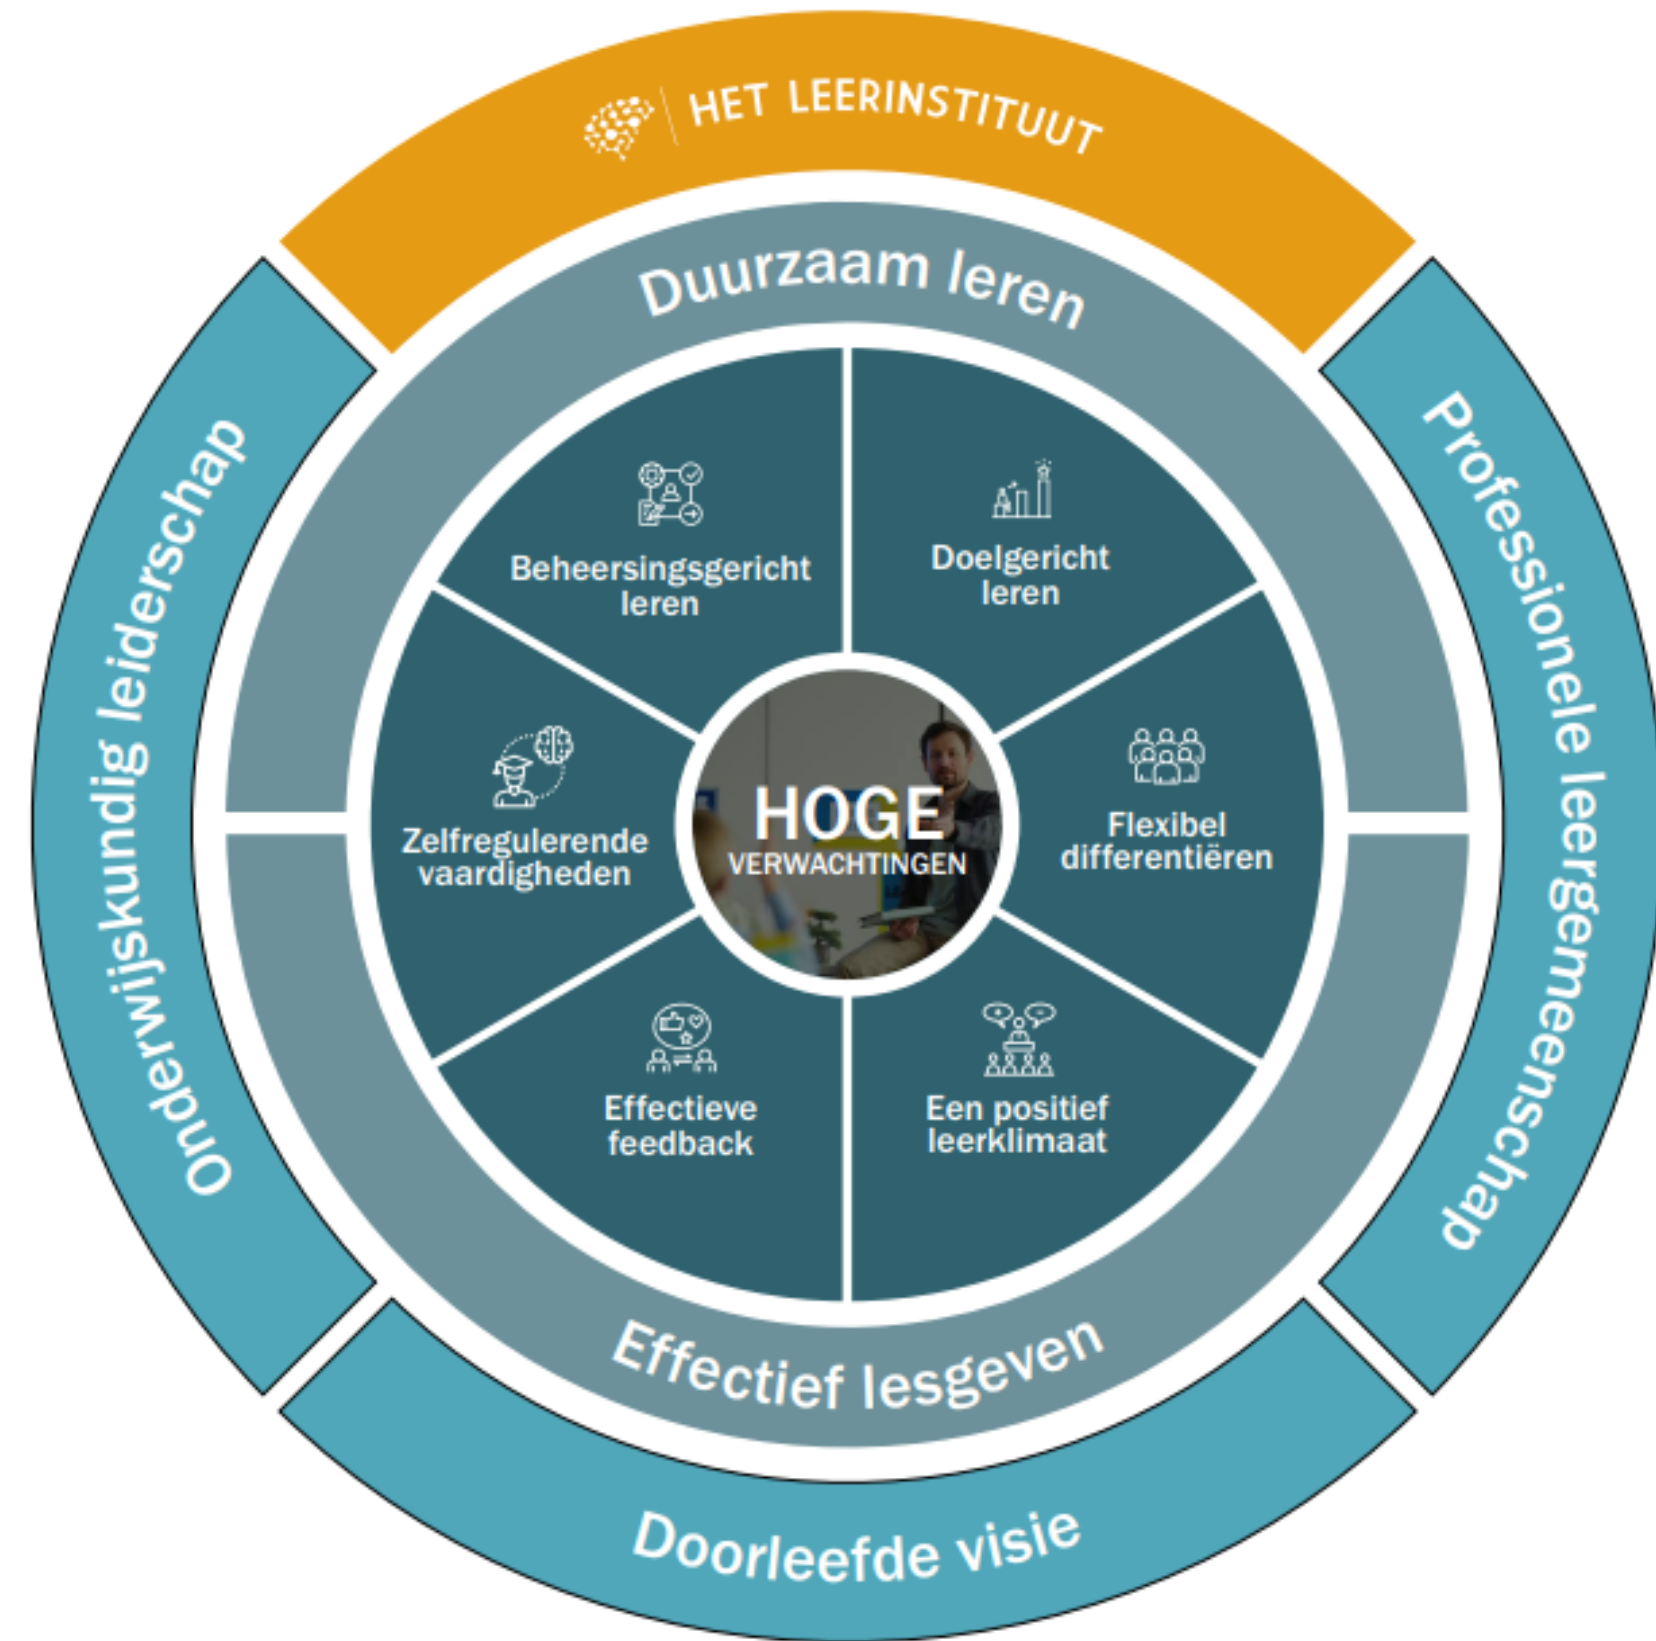 HET LEERINSTITUUT
Duurzaam leren
Onderwijskundig leiderschap
Professionele leergemeenschap
Beheersingsgericht
leren
Doelgericht
leren
Zelfregulerende
vaardigheden
HOGE
VERWACHTINGEN
Flexibel
differentiëren
Effectieve
feedback
Een positief
leerklimaat
Effectief lesgeven
Doorleefde visie